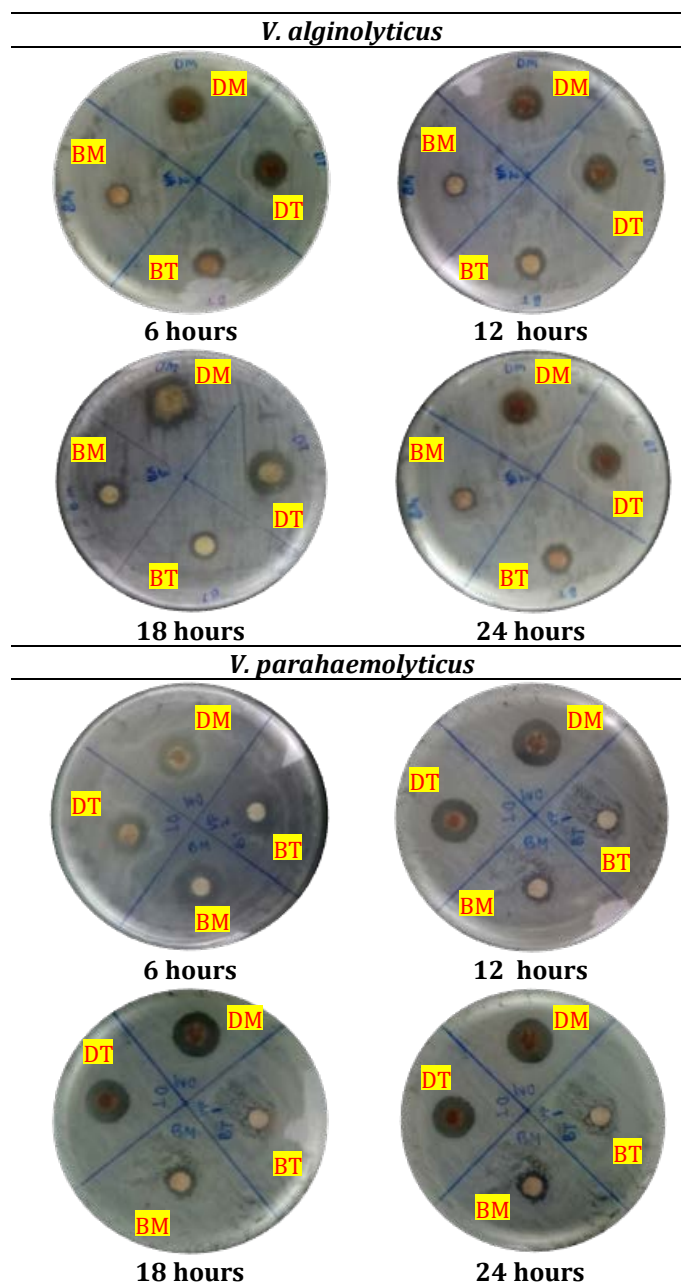 V. alginolyticus
DM
BM
DT
BT
6 hours
DM
BM
DT
BT
12 hours
DM
BM
DT
BT
18 hours
DM
BM
DT
BT
24 hours
V. parahaemolyticus
DM
DT
BT
BM
6 hours
DM
DT
BT
BM
12 hours
DM
DT
BT
BM
18 hours
DM
DT
BT
BM
24 hours